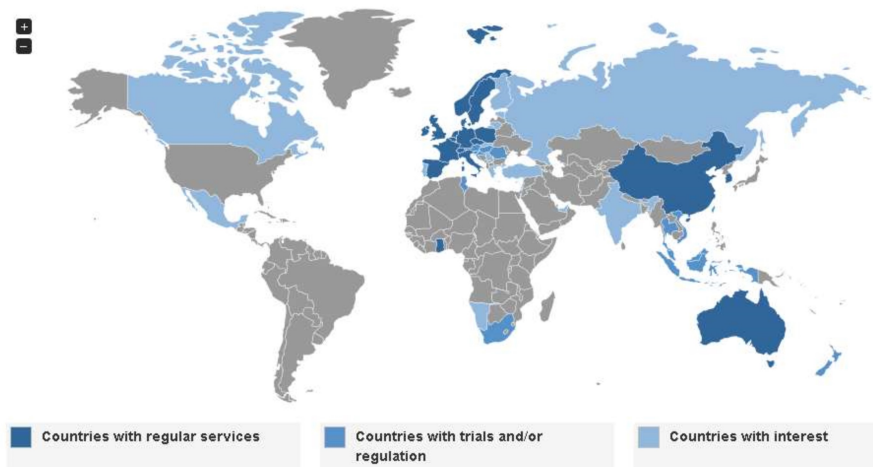 +
−
Countries with regular services
Countries with trials and/or
regulation
Countries with interest